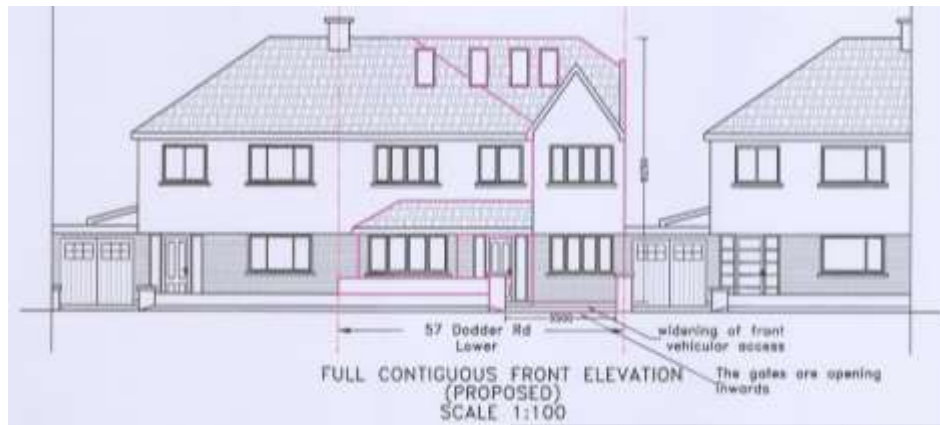 57 Dodder Rd
Lower
widening of front
vehicular access
The gates are opening
Inwards
FULL CONTIGUOUS FRONT ELEVATION
(PROPOSED)
SCALE 1:100